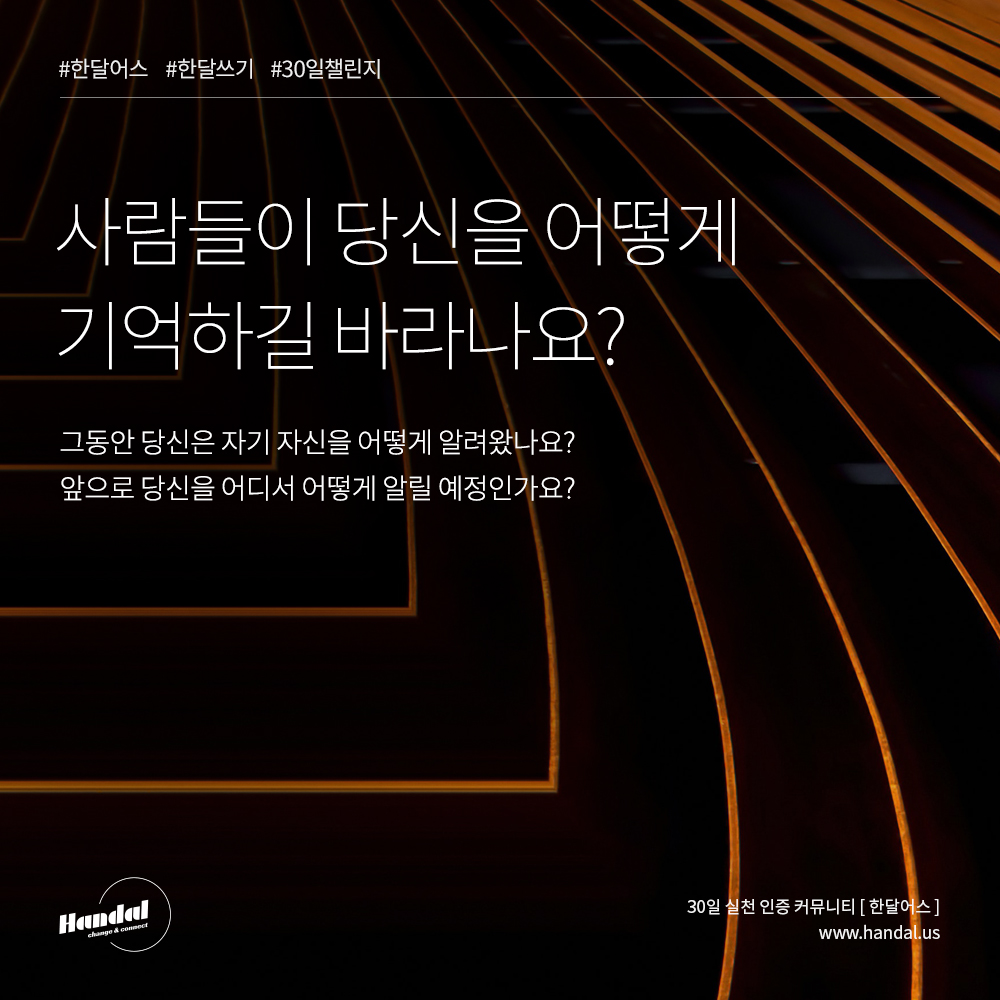 #한달어스 #한달쓰기 #30일챌린지
사람들이 당신을 어떻게
기억하길 바라나요?
그동안 당신은 자기 자신을 어떻게 알려왔나요?
앞으로 당신을 어디서 어떻게 알릴 예정인가요?
Handal
change & connect
30일 실천 인증 커뮤니티 [ 한달어스 ]
www.handal.us